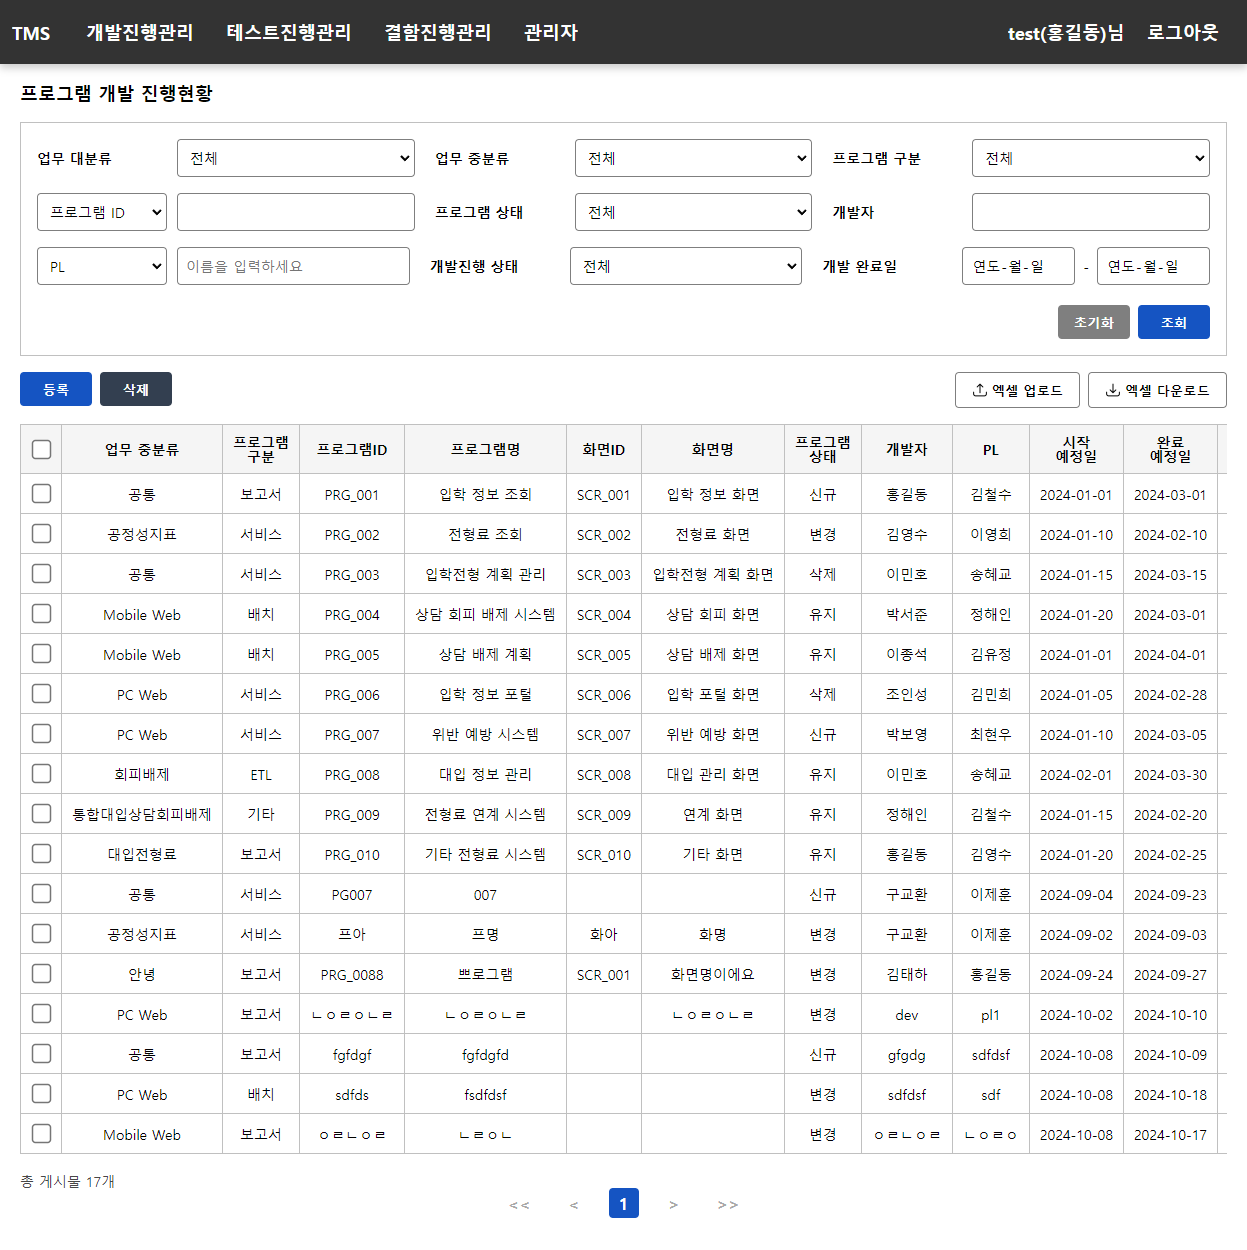 TMS 개발진행관리 테스트진행관리 결함진행관리 관리자 test(홍길동)님 로그아웃
프로그램 개발 진행현황
업무 대분류 전체 업무 중분류 전체 프로그램 구분 전체
프로그램 ID 프로그램 상태 전체 개발자
PL 이름을 입력하세요 개발진행 상태 전체 개발 완료일 연도-월-일 - 연도-월-일
초기화 조회
등록 삭제 엑셀 업로드 엑셀 다운로드
업무 중분류 프로그램 구분 프로그램ID 프로그램명 화면ID 화면명 프로그램 상태 개발자 PL 시작 예정일 완료 예정일
공통 보고서 PRG_001 입학 정보 조회 SCR_001 입학 정보 화면 신규 홍길동 김철수 2024-01-01 2024-03-01
공정성지표 서비스 PRG_002 전형료 조회 SCR_002 전형료 화면 변경 김영수 이영희 2024-01-10 2024-02-10
공통 서비스 PRG_003 입학전형 계획 관리 SCR_003 입학전형 계획 화면 삭제 이민호 송혜교 2024-01-15 2024-03-15
Mobile Web 배치 PRG_004 상담 회피 배제 시스템 SCR_004 상담 회피 화면 유지 박서준 정해인 2024-01-20 2024-03-01
Mobile Web 배치 PRG_005 상담 배제 계획 SCR_005 상담 배제 화면 유지 이종석 김유정 2024-01-01 2024-04-01
PC Web 서비스 PRG_006 입학 정보 포털 SCR_006 입학 포털 화면 삭제 조인성 김민희 2024-01-05 2024-02-28
PC Web 서비스 PRG_007 위반 예방 시스템 SCR_007 위반 예방 화면 신규 박보영 최현우 2024-01-10 2024-03-05
회피배제 ETL PRG_008 대입 정보 관리 SCR_008 대입 관리 화면 유지 이민호 송혜교 2024-02-01 2024-03-30
통합대입상담회피배제 기타 PRG_009 전형료 연계 시스템 SCR_009 연계 화면 유지 정해인 김철수 2024-01-15 2024-02-20
대입전형료 보고서 PRG_010 기타 전형료 시스템 SCR_010 기타 화면 유지 홍길동 김영수 2024-01-20 2024-02-25
공통 서비스 PG007 007 신규 구교환 이제훈 2024-09-04 2024-09-23
공정성지표 서비스 프아 프명 화아 화명 변경 구교환 이제훈 2024-09-02 2024-09-03
안녕 보고서 PRG_0088 쁘로그램 SCR_001 화면명이에요 변경 김태하 홍길동 2024-09-24 2024-09-27
PC Web 보고서 ㄴㅇㄹㅇㄴㄹ ㄴㅇㄹㅇㄴㄹ ㄴㅇㄹㅇㄴㄹ 변경 dev pl1 2024-10-02 2024-10-10
공통 보고서 fgfdgf fgfdgfd 신규 gfgdg sdfdsf 2024-10-08 2024-10-09
PC Web 배치 sdfds fsdfdsf 변경 sdfdsf sdf 2024-10-08 2024-10-18
Mobile Web 보고서 ㅇㄹㄴㅇㄹ ㄴㄹㅇㄴ 변경 ㅇㄹㄴㅇㄹ ㄴㅇㄹㅇ 2024-10-08 2024-10-17
총 게시물 17개
<< < 1 > >>